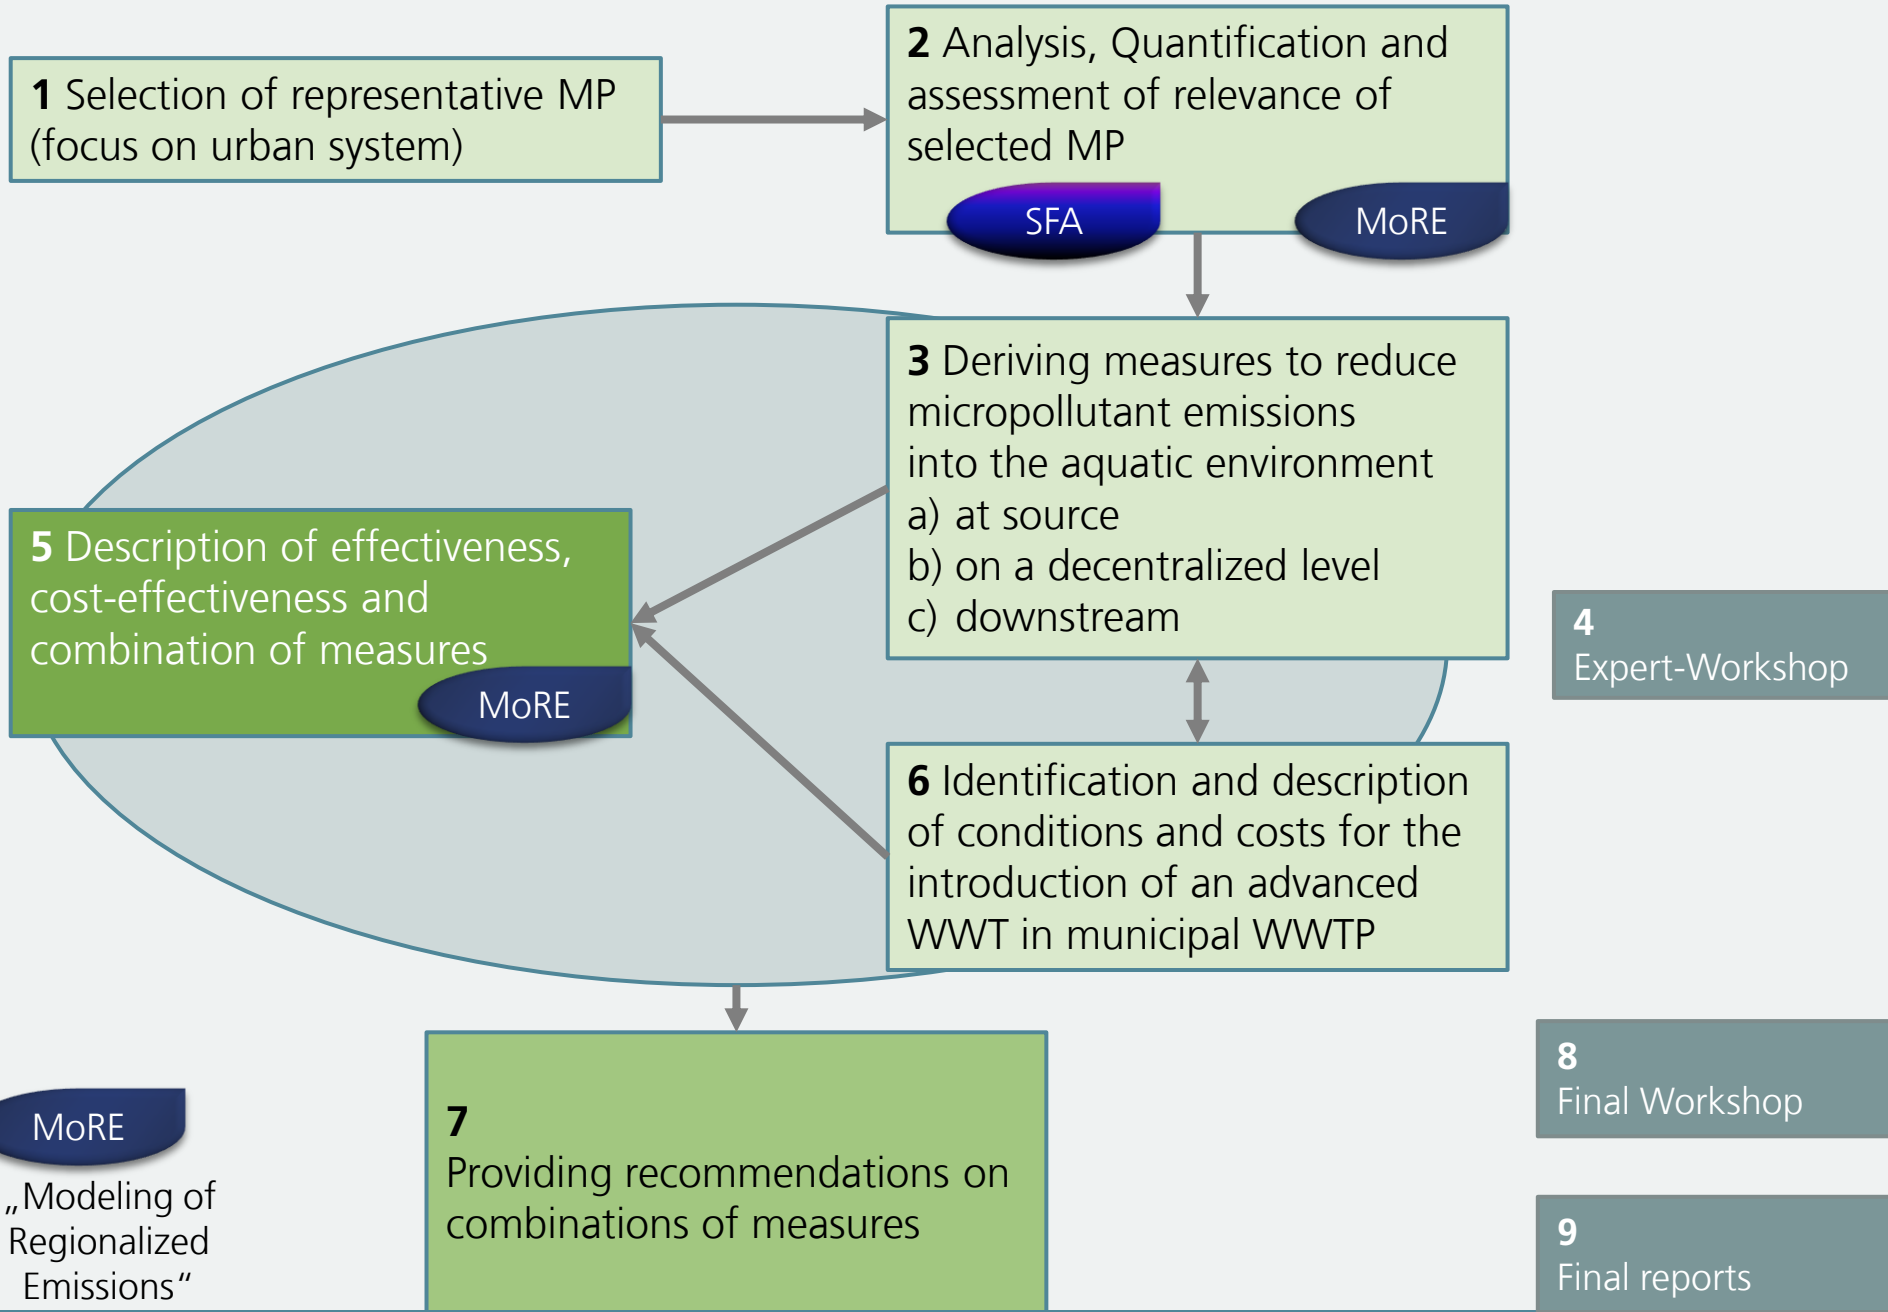 1 Selection of representative MP
(focus on urban system)
2 Analysis, Quantification and
assessment of relevance of
selected MP
SFA
MoRE
3 Deriving measures to reduce
micropollutant emissions
into the aquatic environment
a) at source
b) on a decentralized level
c) downstream
4
Expert-Workshop
5 Description of effectiveness,
cost-effectiveness and
combination of measures
MoRE
6 Identification and description
of conditions and costs for the
introduction of an advanced
WWT in municipal WWTP
7
Providing recommendations on
combinations of measures
8
Final Workshop
9
Final reports
MoRE
„Modeling of
Regionalized
Emissions“